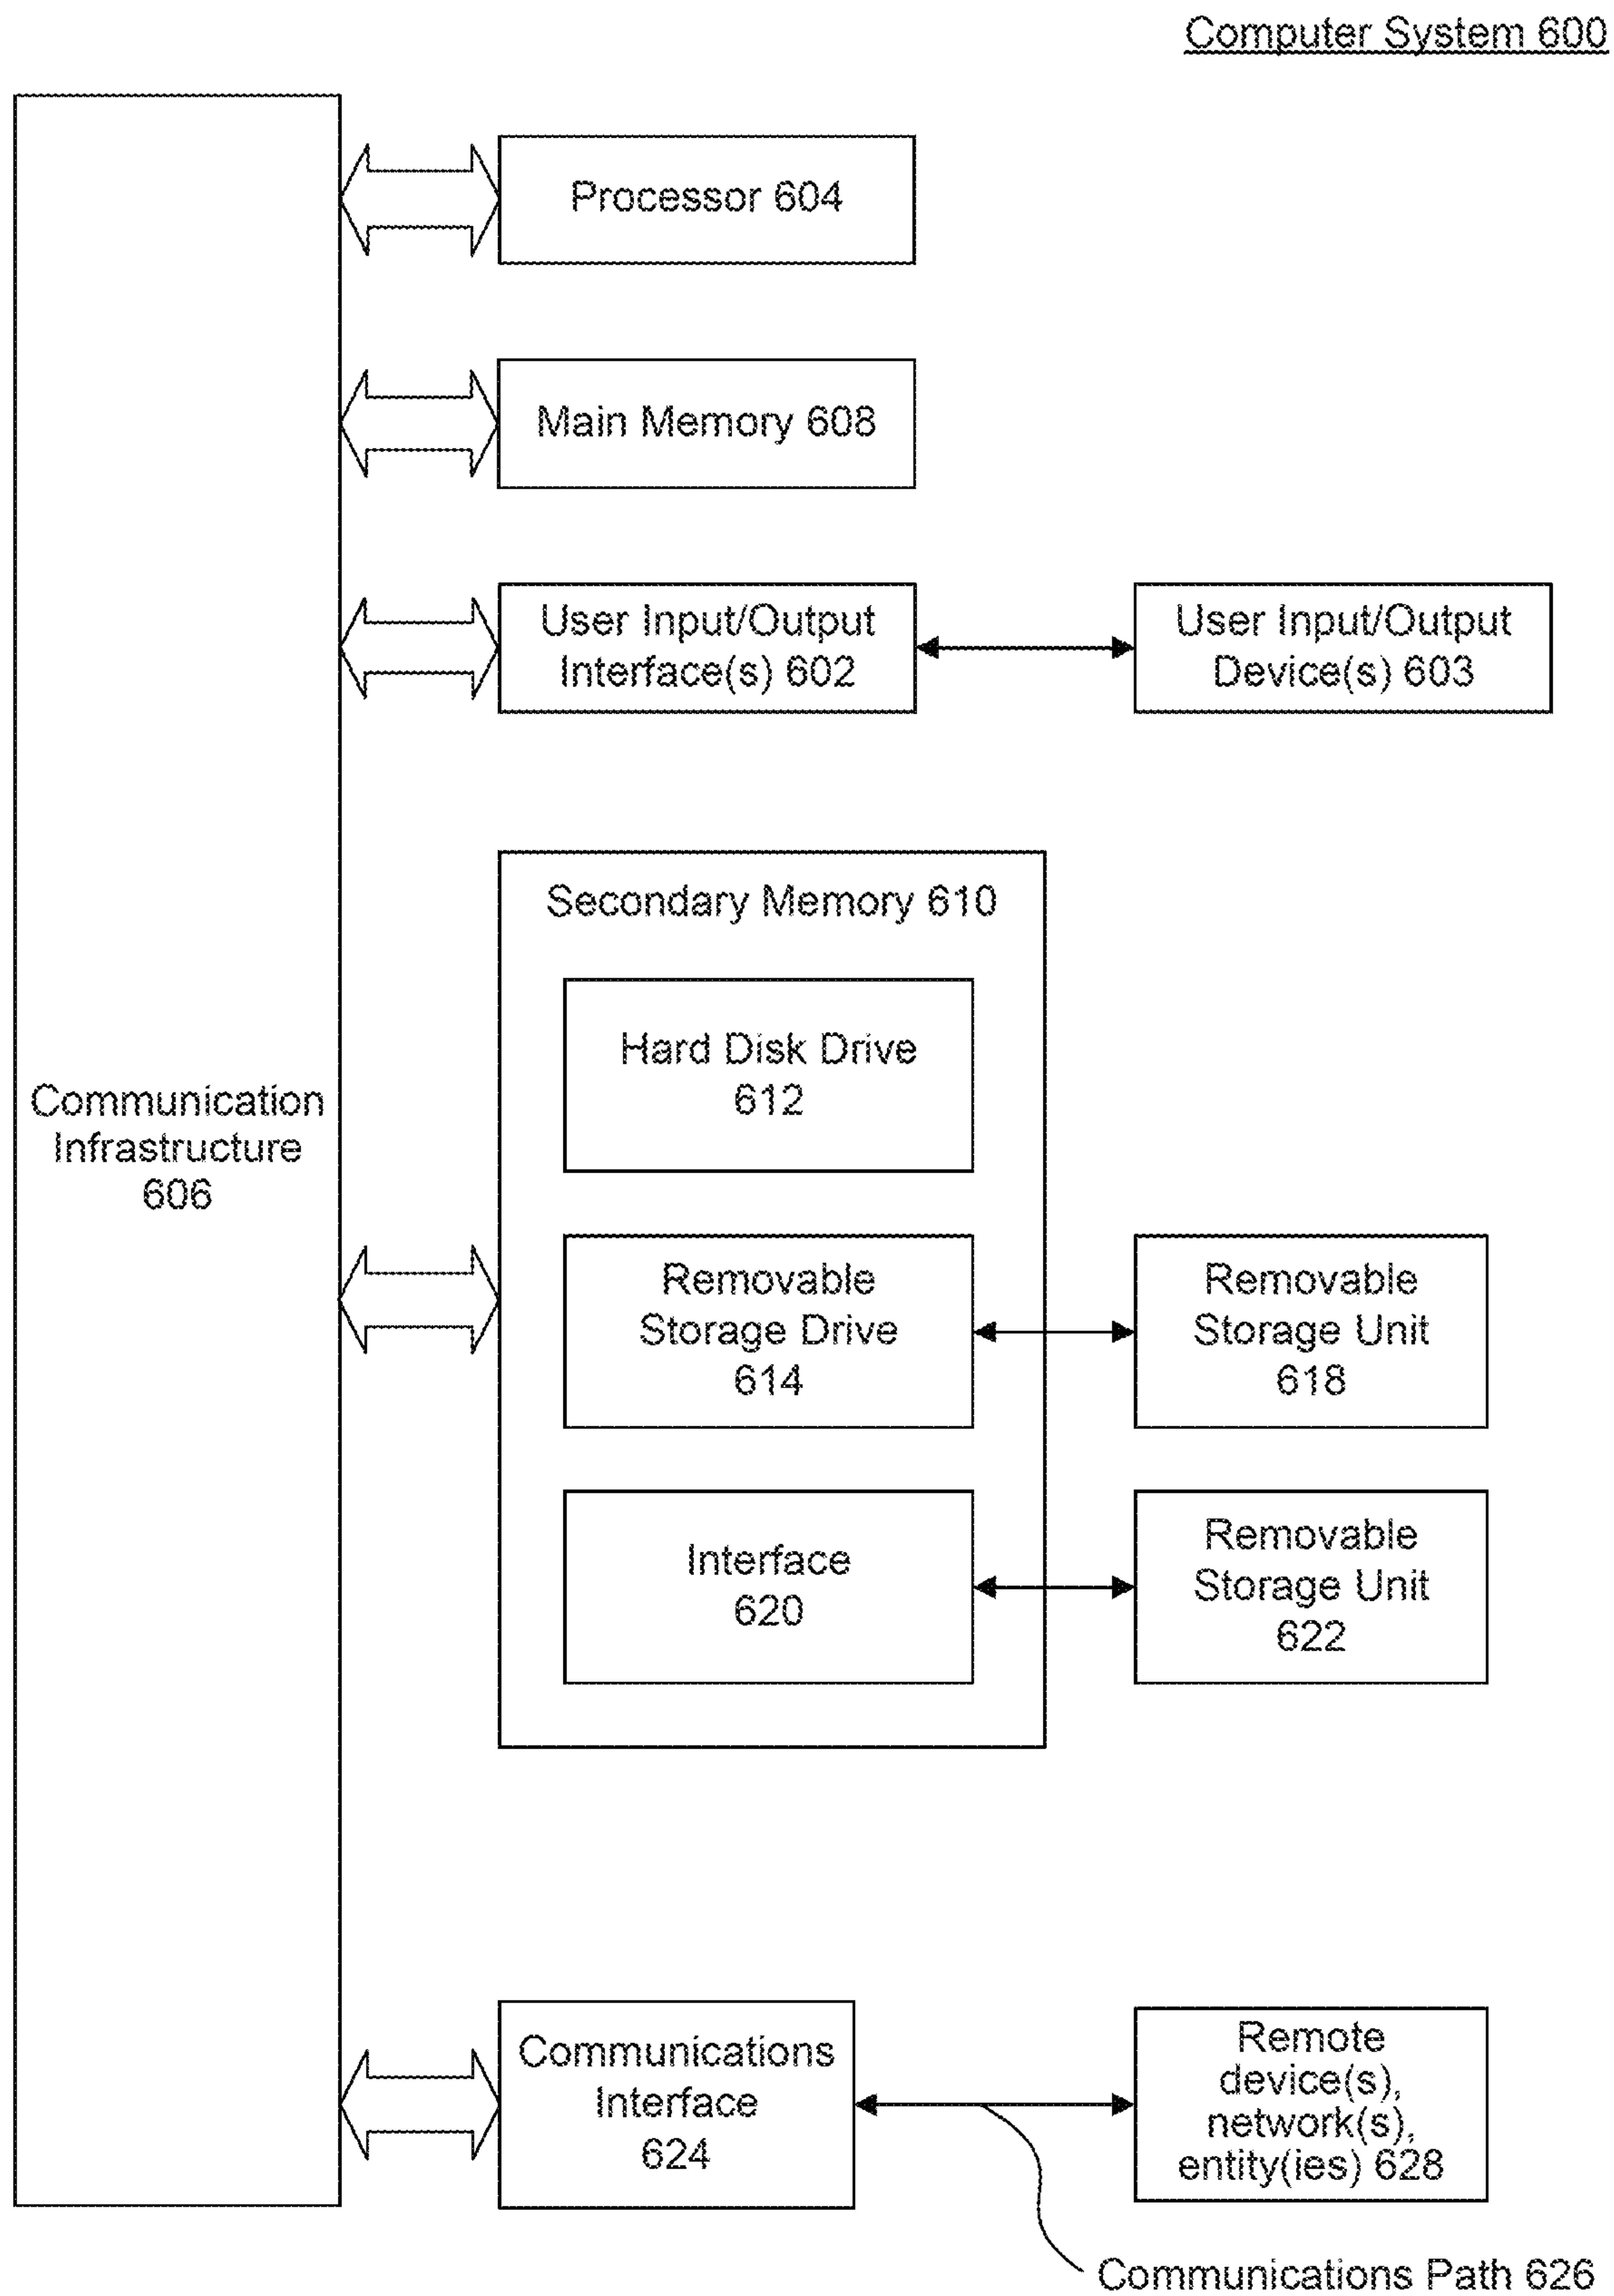 Computer System 600
Processor 604
Main Memory 608
User Input/Output
Interface(s) 602
User Input/Output
Device(s) 603
Secondary Memory 610
Hard Disk Drive
612
Communication
Infrastructure
606
Removable
Storage Drive
614
Removable
Storage Unit
618
Interface
620
Removable
Storage Unit
622
Communications
Interface
624
Remote
device(s),
network(s),
entity(ies) 628
Communications Path 626